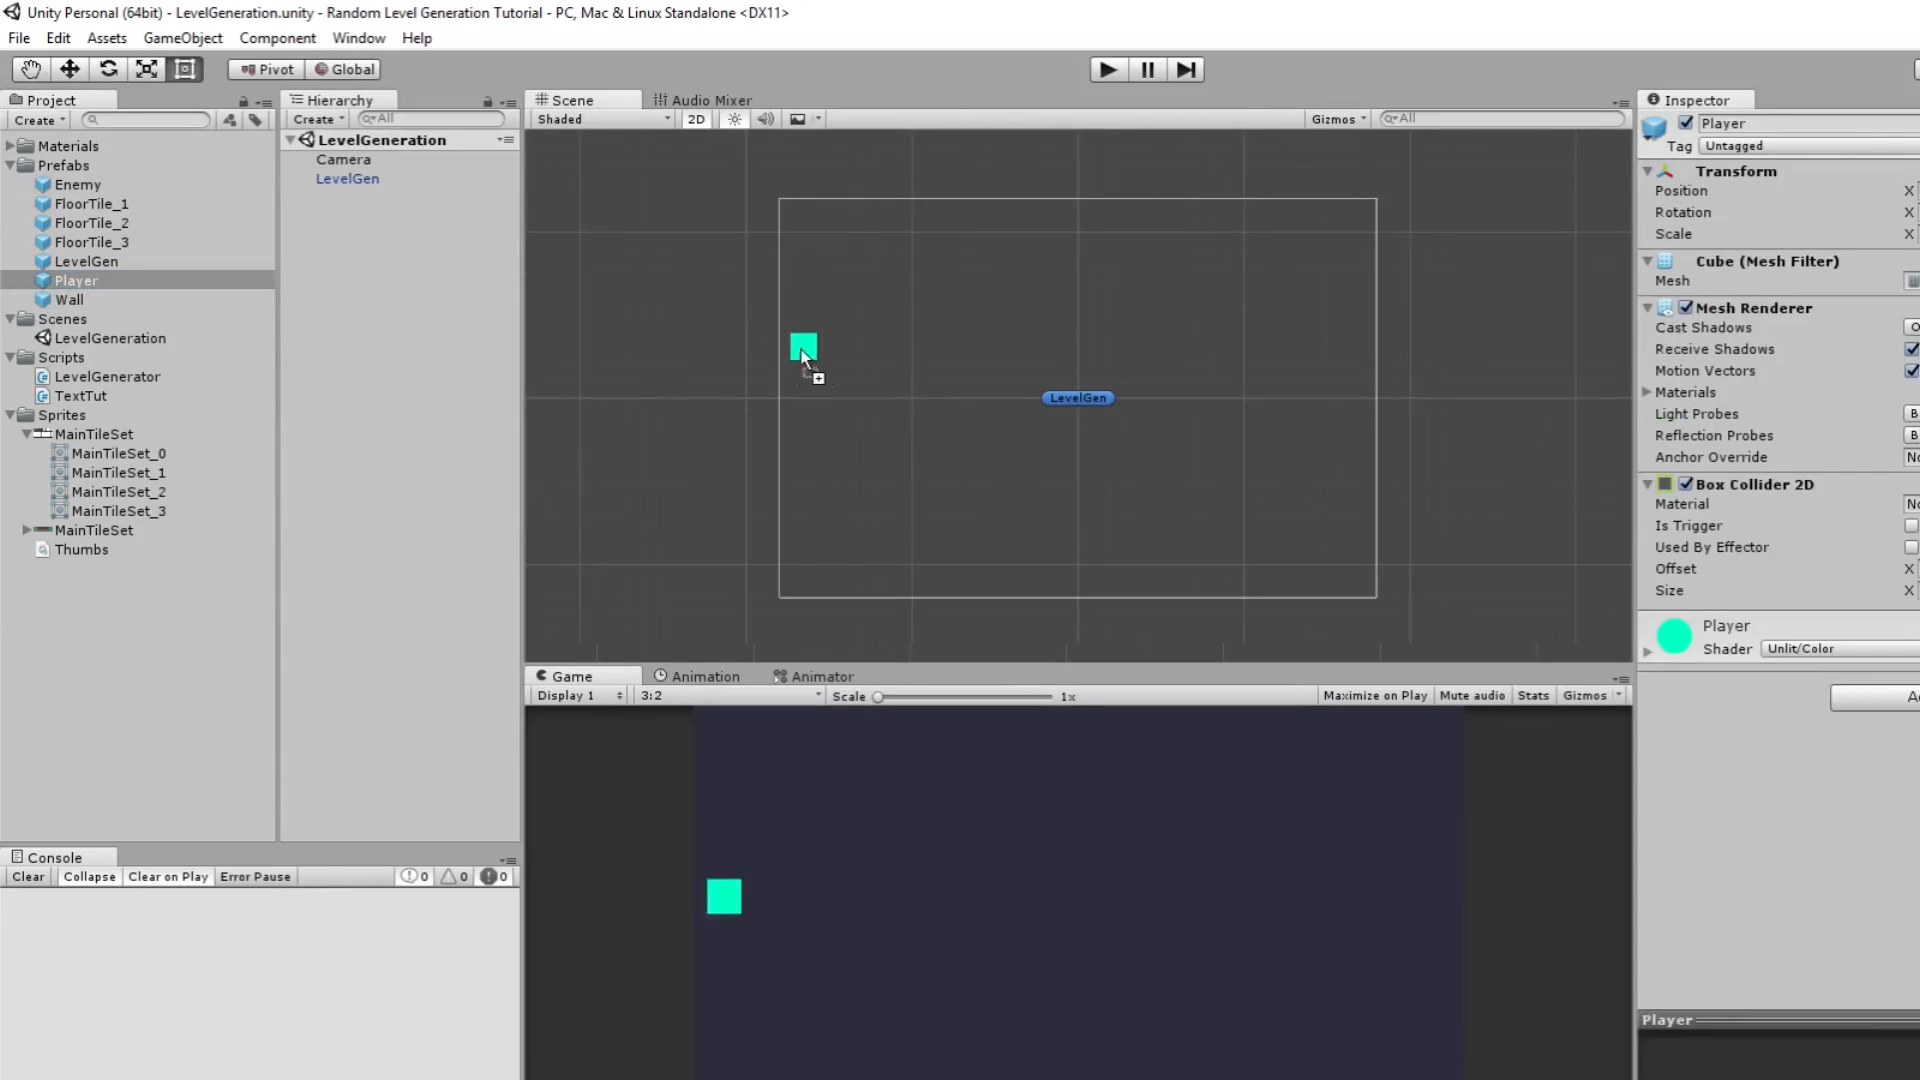 Unity Personal (64bit) - LevelGeneration.unity - Random Level Generation Tutorial - PC, Mac & Linux Standalone <DX11>
File Edit Assets GameObject Component Window Help
Pivot Global
Project
Create
Materials
Prefabs
Enemy
FloorTile_1
FloorTile_2
FloorTile_3
LevelGen
Player
Wall
Scenes
LevelGeneration
Scripts
LevelGenerator
TextTut
Sprites
MainTileSet
MainTileSet_0
MainTileSet_1
MainTileSet_2
MainTileSet_3
MainTileSet
Thumbs
Hierarchy
Create All
LevelGeneration
Camera
LevelGen
Scene Audio Mixer
Shaded 2D Gizmos All
LevelGen
Game Animation Animator
Display 1 3:2 Scale 1x Maximize on Play Mute audio Stats Gizmos
Console
Clear Collapse Clear on Play Error Pause 0 0 0
Inspector
Player
Tag Untagged
Transform
Position X
Rotation X
Scale X
Cube (Mesh Filter)
Mesh
Mesh Renderer
Cast Shadows
Receive Shadows
Motion Vectors
Materials
Light Probes B
Reflection Probes B
Anchor Override No
Box Collider 2D
Material No
Is Trigger
Used By Effector
Offset X
Size X
Player
Shader Unlit/Color
Player